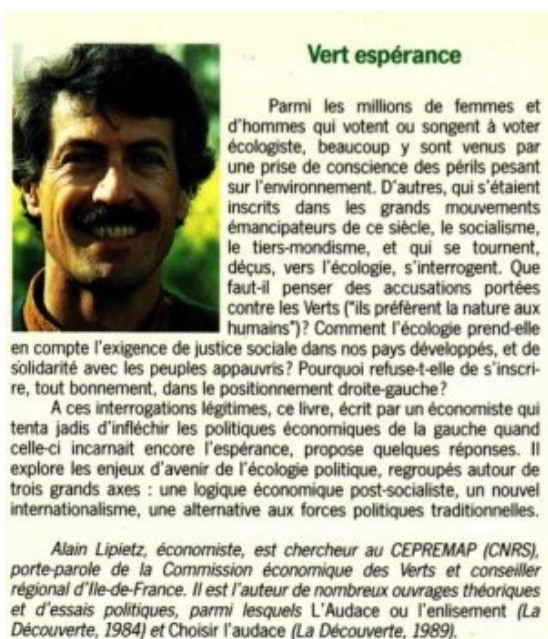 Vert espérance
Parmi les millions de femmes et
d'hommes qui votent ou songent à voter
écologiste, beaucoup y sont venus par
une prise de conscience des périls pesant
sur l'environnement. D'autres, qui s'étaient
inscrits dans les grands mouvements
émancipateurs de ce siècle, le socialisme,
le tiers-mondisme, et qui se tournent,
déçus, vers l'écologie, s'interrogent. Que
faut-il penser des accusations portées
contre les Verts ("ils préfèrent la nature aux
humains")? Comment l'écologie prend-elle
en compte l'exigence de justice sociale dans nos pays développés, et de
solidarité avec les peuples appauvris? Pourquoi refuse-t-elle de s'inscri-
re, tout bonnement, dans le positionnement droite-gauche?
A ces interrogations légitimes, ce livre, écrit par un économiste qui
tenta jadis d'infléchir les politiques économiques de la gauche quand
celle-ci incarnait encore l'espérance, propose quelques réponses. Il
explore les enjeux d'avenir de l'écologie politique, regroupés autour de
trois grands axes : une logique économique post-socialiste, un nouvel
internationalisme, une alternative aux forces politiques traditionnelles.
Alain Lipietz, économiste, est chercheur au CEPREMAP (CNRS),
porte-parole de la Commission économique des Verts et conseiller
régional d'Ile-de-France. Il est l'auteur de nombreux ouvrages théoriques
et d'essais politiques, parmi lesquels L'Audace ou l'enlisement (La
Découverte, 1984) et Choisir l'audace (La Découverte, 1989).